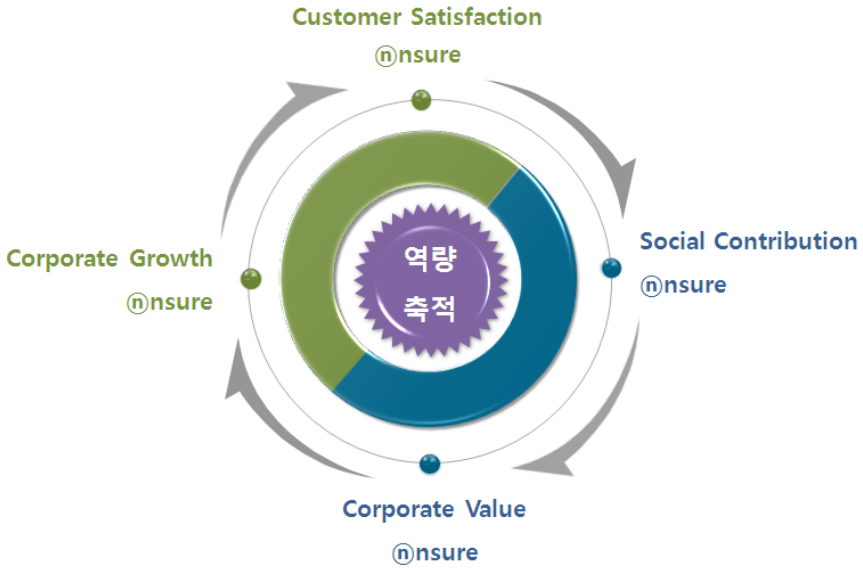 Customer Satisfaction
ⓝnsure
Social Contribution
ⓝnsure
Corporate Growth
ⓝnsure
역량
축적
Corporate Value
ⓝnsure